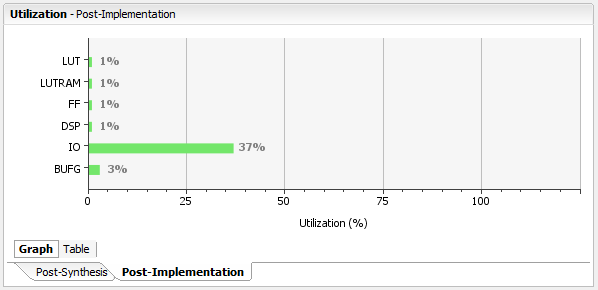 Utilization - Post-Implementation
LUT 1%
LUTRAM 1%
FF 1%
DSP 1%
IO 37%
BUFG 3%
0 25 50 75 100
Utilization (%)
Graph Table
Post-Synthesis Post-Implementation